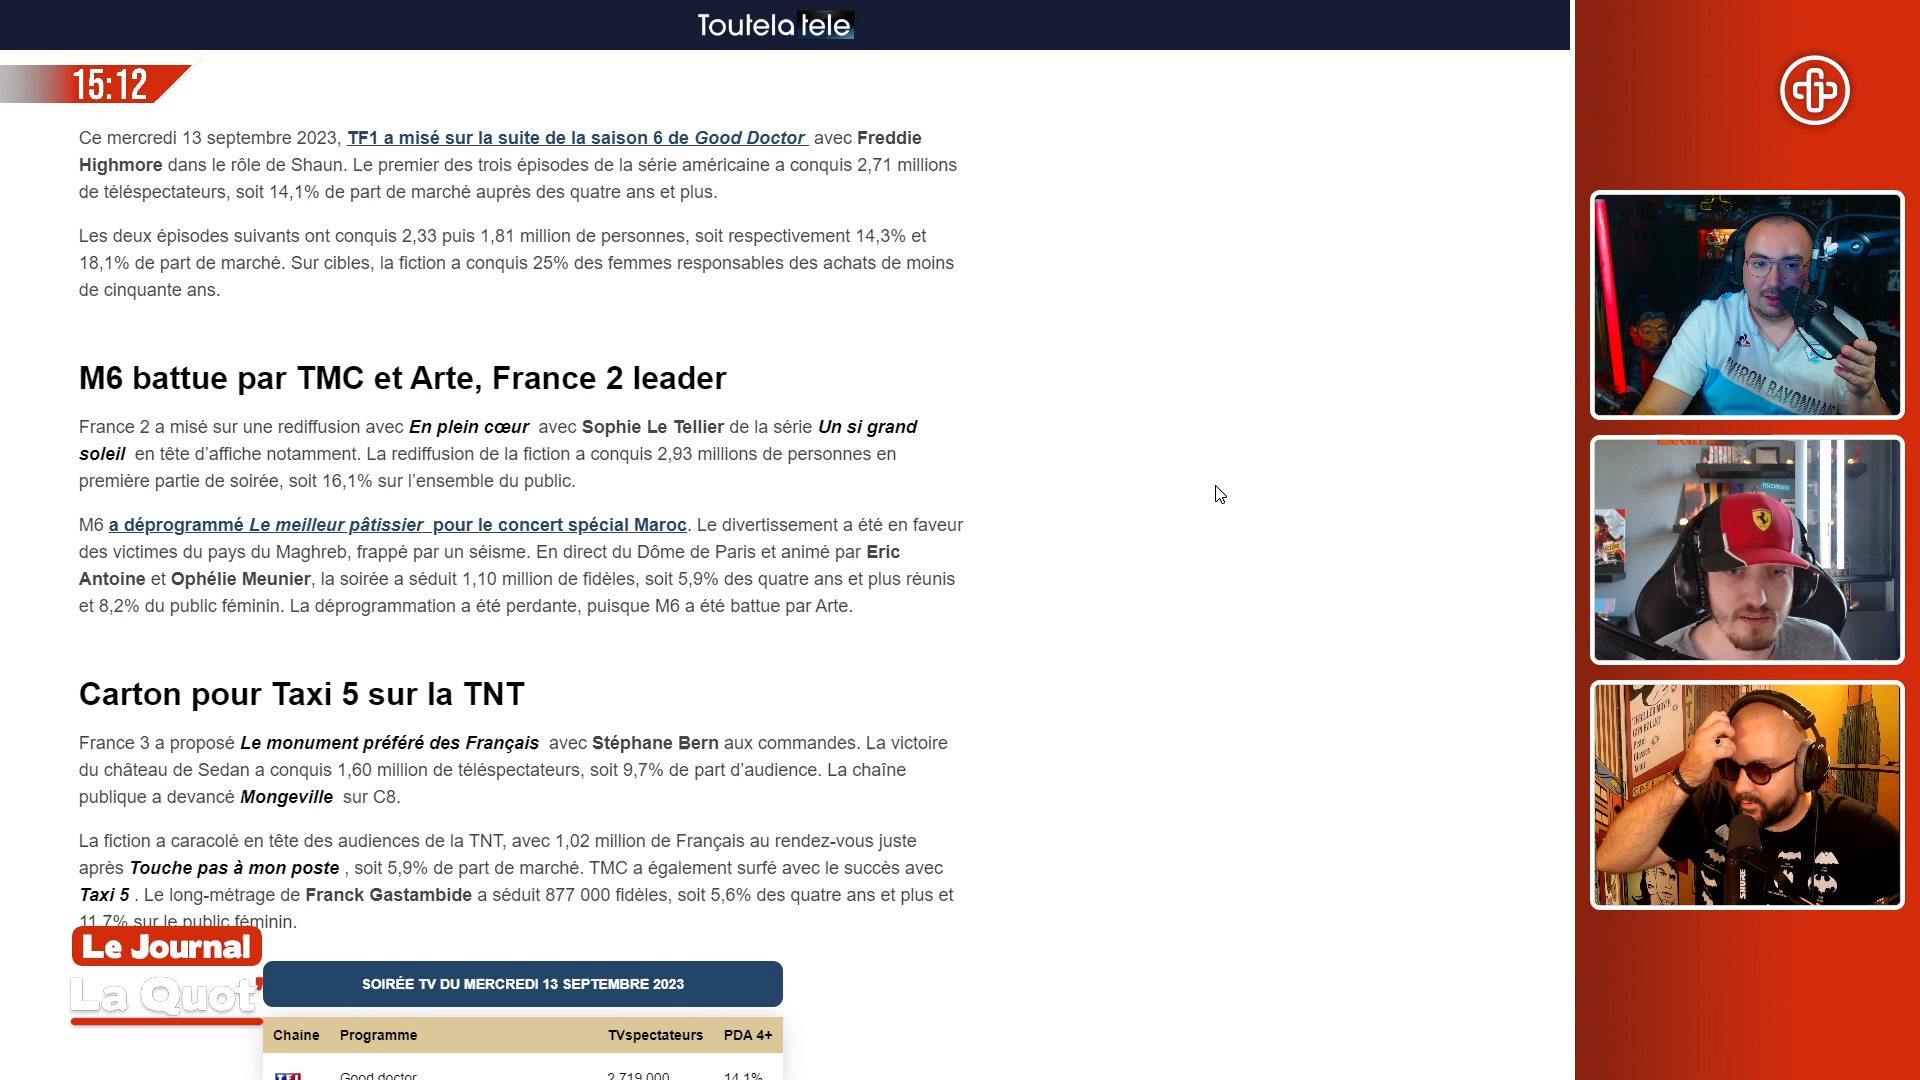 Toutelatele
15:12
Ce mercredi 13 septembre 2023, TF1 a misé sur la suite de la saison 6 de Good Doctor avec Freddie
Highmore dans le rôle de Shaun. Le premier des trois épisodes de la série américaine a conquis 2,71 millions
de téléspectateurs, soit 14,1% de part de marché auprès des quatre ans et plus.
Les deux épisodes suivants ont conquis 2,33 puis 1,81 million de personnes, soit respectivement 14,3% et
18,1% de part de marché. Sur cibles, la fiction a conquis 25% des femmes responsables des achats de moins
de cinquante ans.
M6 battue par TMC et Arte, France 2 leader
France 2 a misé sur une rediffusion avec En plein cœur avec Sophie Le Tellier de la série Un si grand
soleil en tête d’affiche notamment. La rediffusion de la fiction a conquis 2,93 millions de personnes en
première partie de soirée, soit 16,1% sur l’ensemble du public.
M6 a déprogrammé Le meilleur pâtissier pour le concert spécial Maroc. Le divertissement a été en faveur
des victimes du pays du Maghreb, frappé par un séisme. En direct du Dôme de Paris et animé par Eric
Antoine et Ophélie Meunier, la soirée a séduit 1,10 million de fidèles, soit 5,9% des quatre ans et plus réunis
et 8,2% du public féminin. La déprogrammation a été perdante, puisque M6 a été battue par Arte.
Carton pour Taxi 5 sur la TNT
France 3 a proposé Le monument préféré des Français avec Stéphane Bern aux commandes. La victoire
du château de Sedan a conquis 1,60 million de téléspectateurs, soit 9,7% de part d’audience. La chaîne
publique a devancé Mongeville sur C8.
La fiction a caracolé en tête des audiences de la TNT, avec 1,02 million de Français au rendez-vous juste
après Touche pas à mon poste , soit 5,9% de part de marché. TMC a également surfé avec le succès avec
Taxi 5 . Le long-métrage de Franck Gastambide a séduit 877 000 fidèles, soit 5,6% des quatre ans et plus et
11,7% sur le public féminin.
Le Journal
La Quot'
SOIRÉE TV DU MERCREDI 13 SEPTEMBRE 2023
Chaine Programme TVspectateurs PDA 4+
TF1 Good doctor 2 719 000 14.1%
VIRON BAYONNAIS
THRILLER MOVIE
SHURE